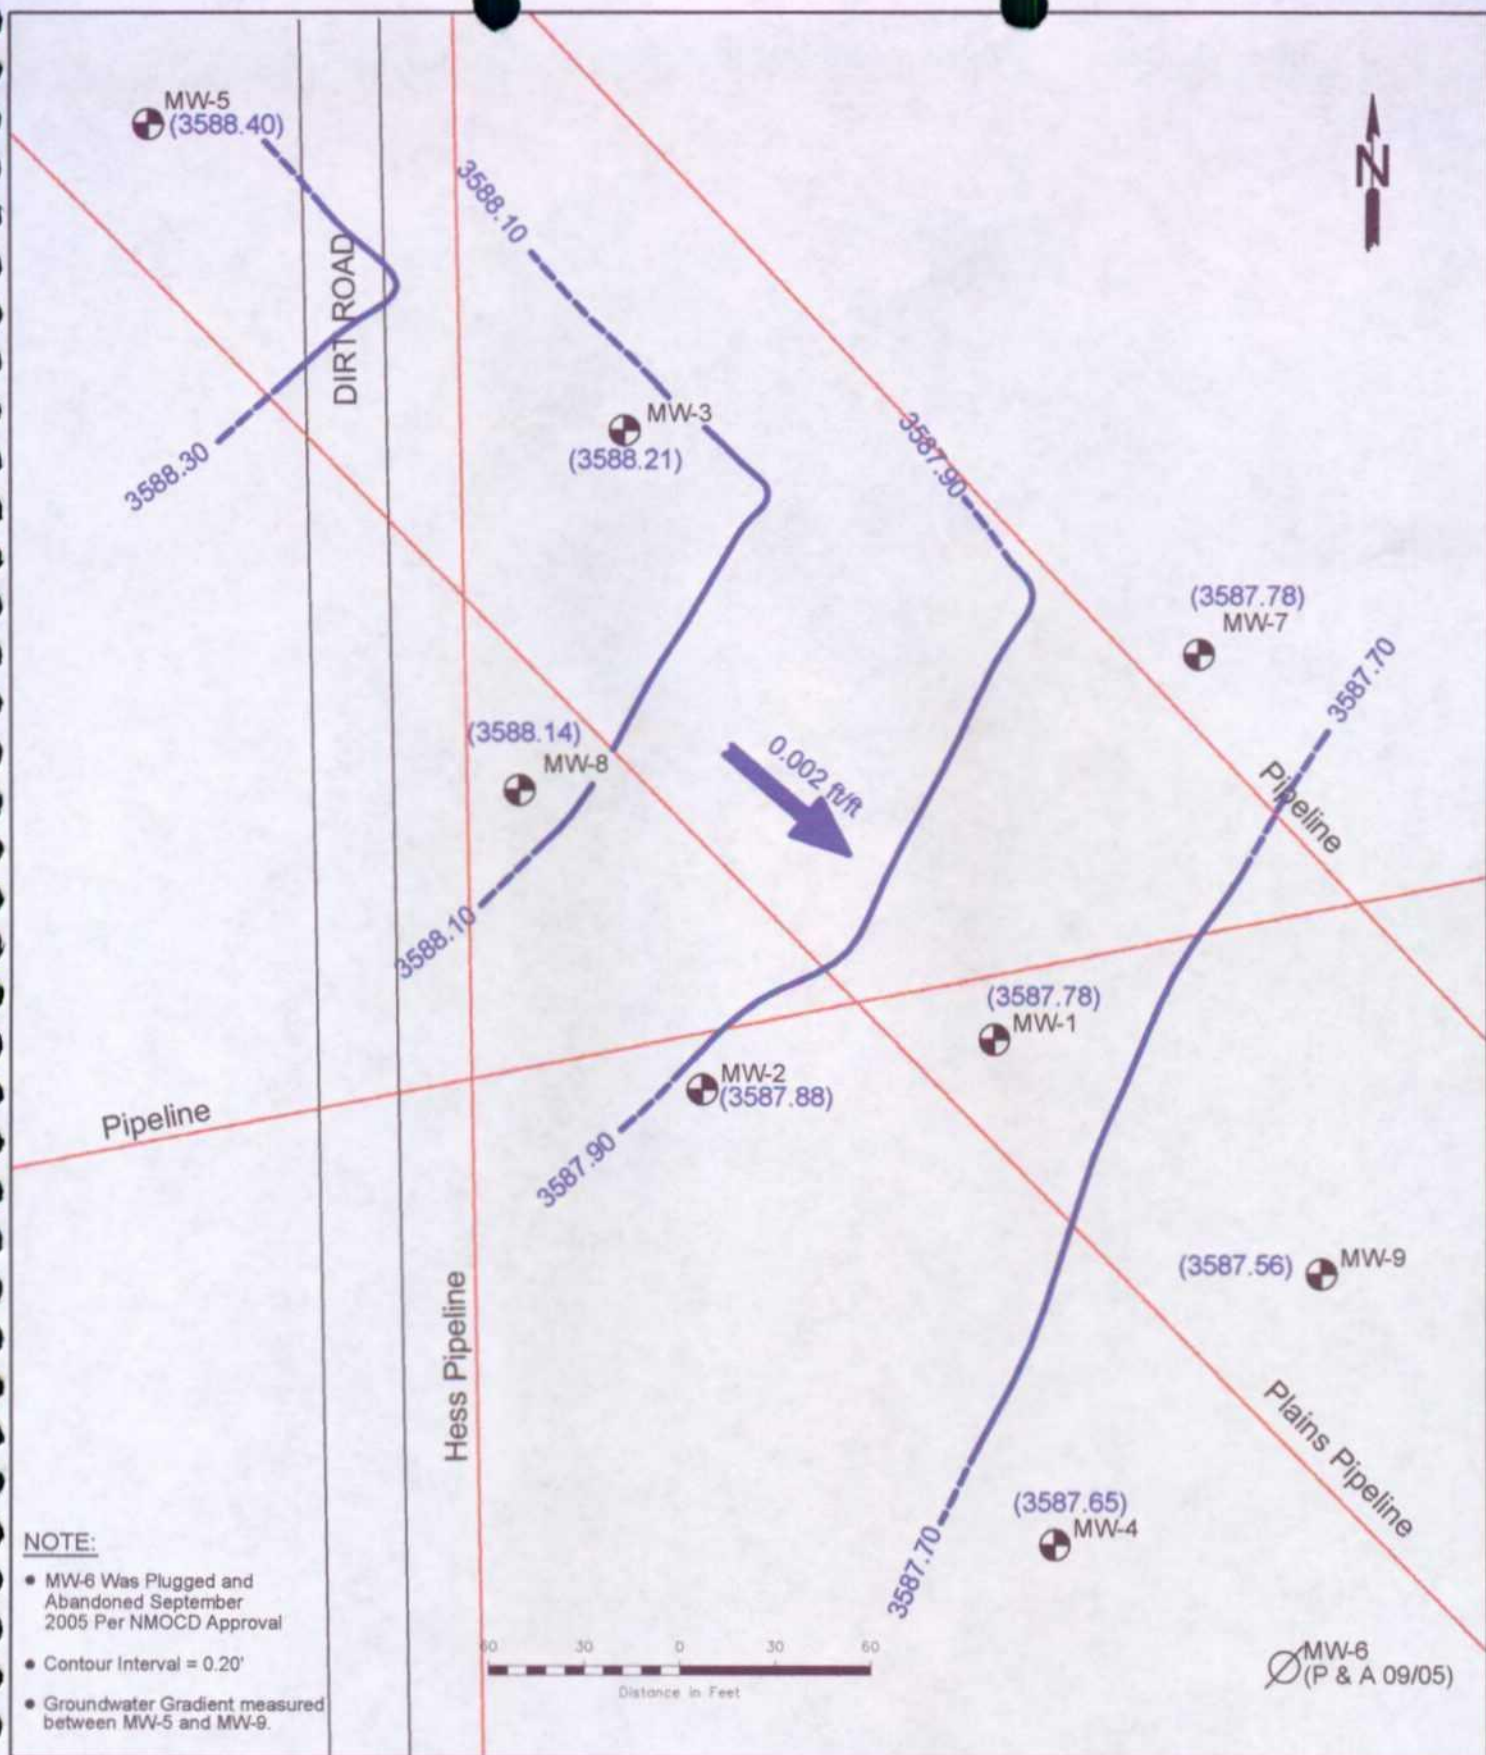 MW-5
(3588.40)
N
3588.10
DIRT ROAD
MW-3
(3588.21)
3588.30
3587.90
(3587.78)
MW-7
3587.70
(3588.14)
MW-8
0.002 ft/ft
Pipeline
3588.10
(3587.78)
MW-1
MW-2
(3587.88)
Pipeline
3587.90
(3587.56)
MW-9
Hess Pipeline
Plains Pipeline
(3587.65)
MW-4
3587.70
NOTE:
• MW-6 Was Plugged and
Abandoned September
2005 Per NMOCD Approval
• Contour Interval = 0.20'
• Groundwater Gradient measured
between MW-5 and MW-9.
60 30 0 30 60
Distance in Feet
MW-6
(P & A 09/05)